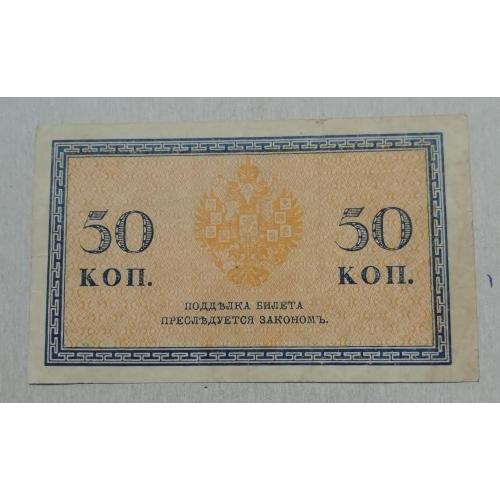 50 50
КОП. КОП.
ПОДДѢЛКА БИЛЕТА
ПРЕСЛѢДУЕТСЯ ЗАКОНОМЪ.